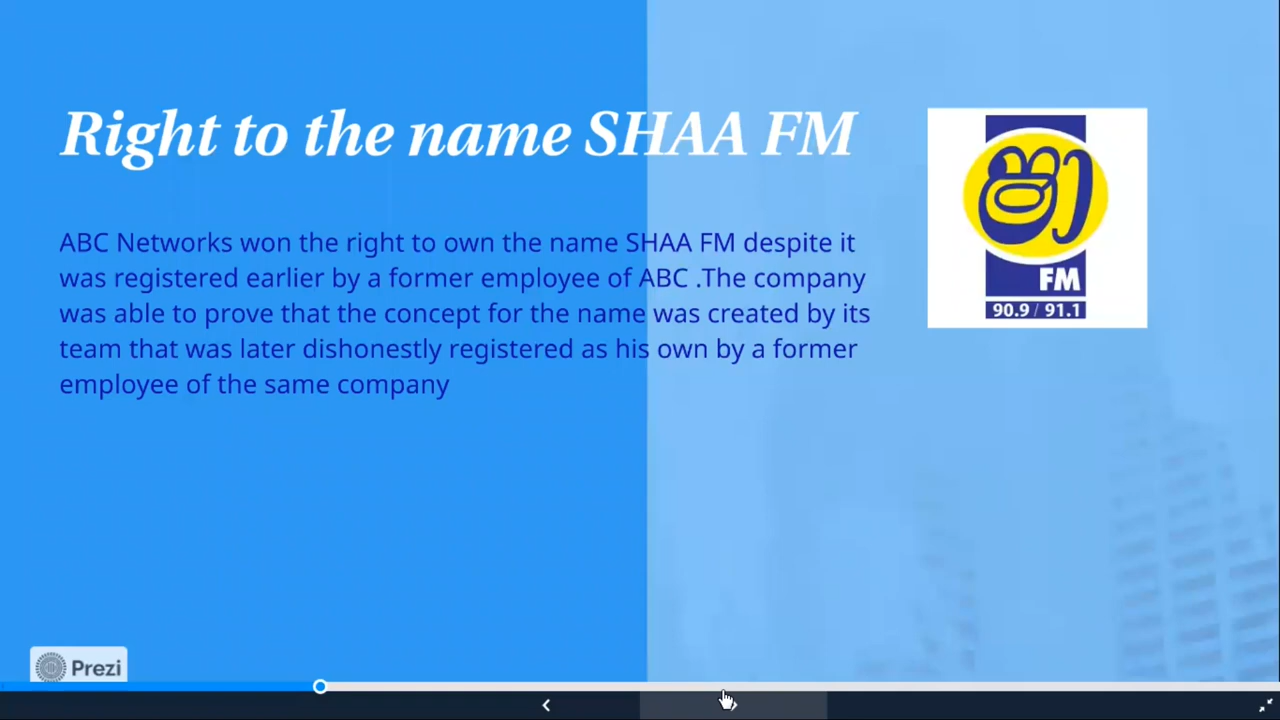 Right to the name SHAA FM
ABC Networks won the right to own the name SHAA FM despite it
was registered earlier by a former employee of ABC .The company
was able to prove that the concept for the name was created by its
team that was later dishonestly registered as his own by a former
employee of the same company
FM
90.9 / 91.1
Prezi